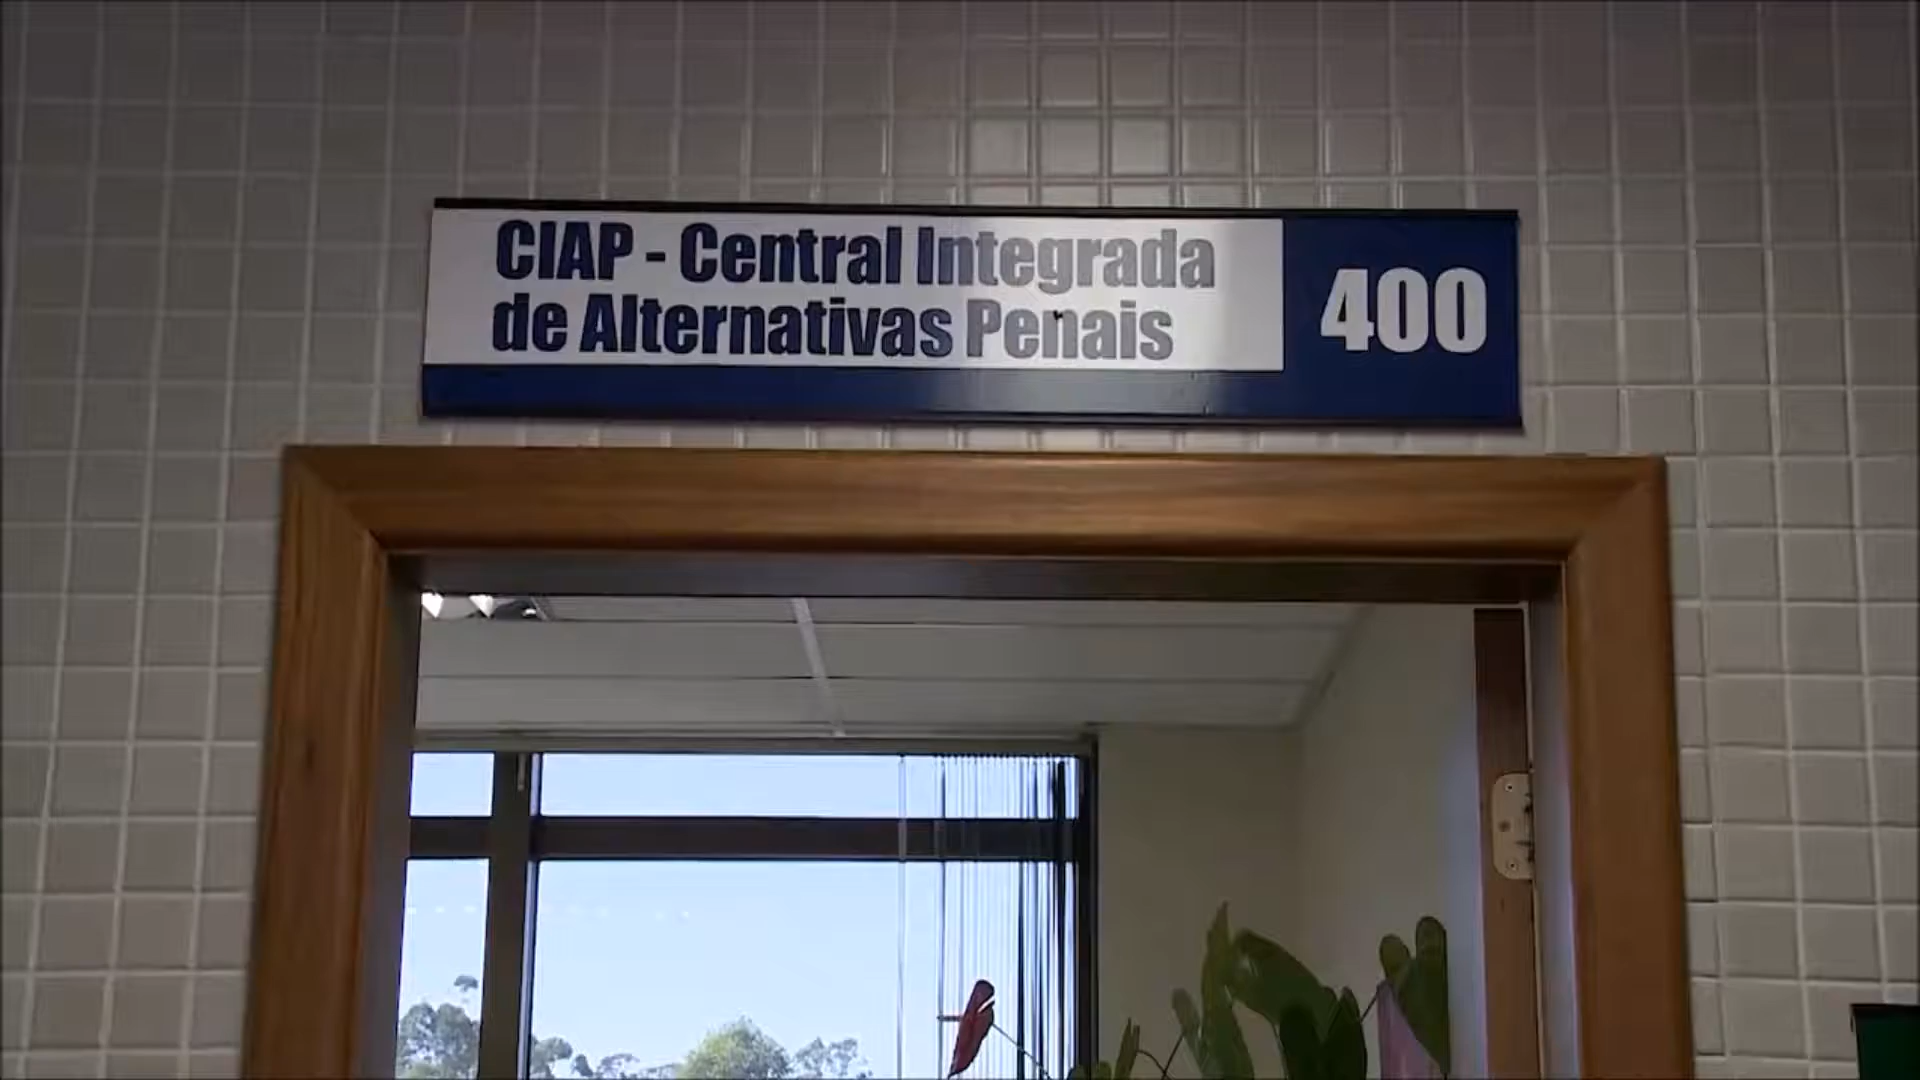 CIAP - Central Integrada
de Alternativas Penais
400